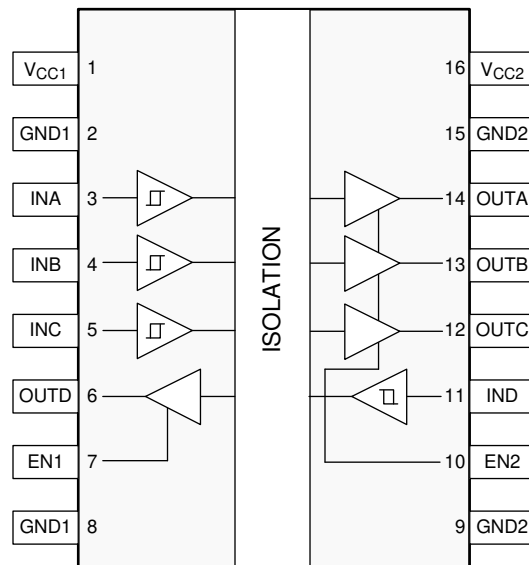 VCC1 1 16 VCC2
GND1 2 15 GND2
INA 3 14 OUTA
INB 4 13 OUTB
INC 5 12 OUTC
OUTD 6 11 IND
EN1 7 10 EN2
GND1 8 9 GND2
ISOLATION